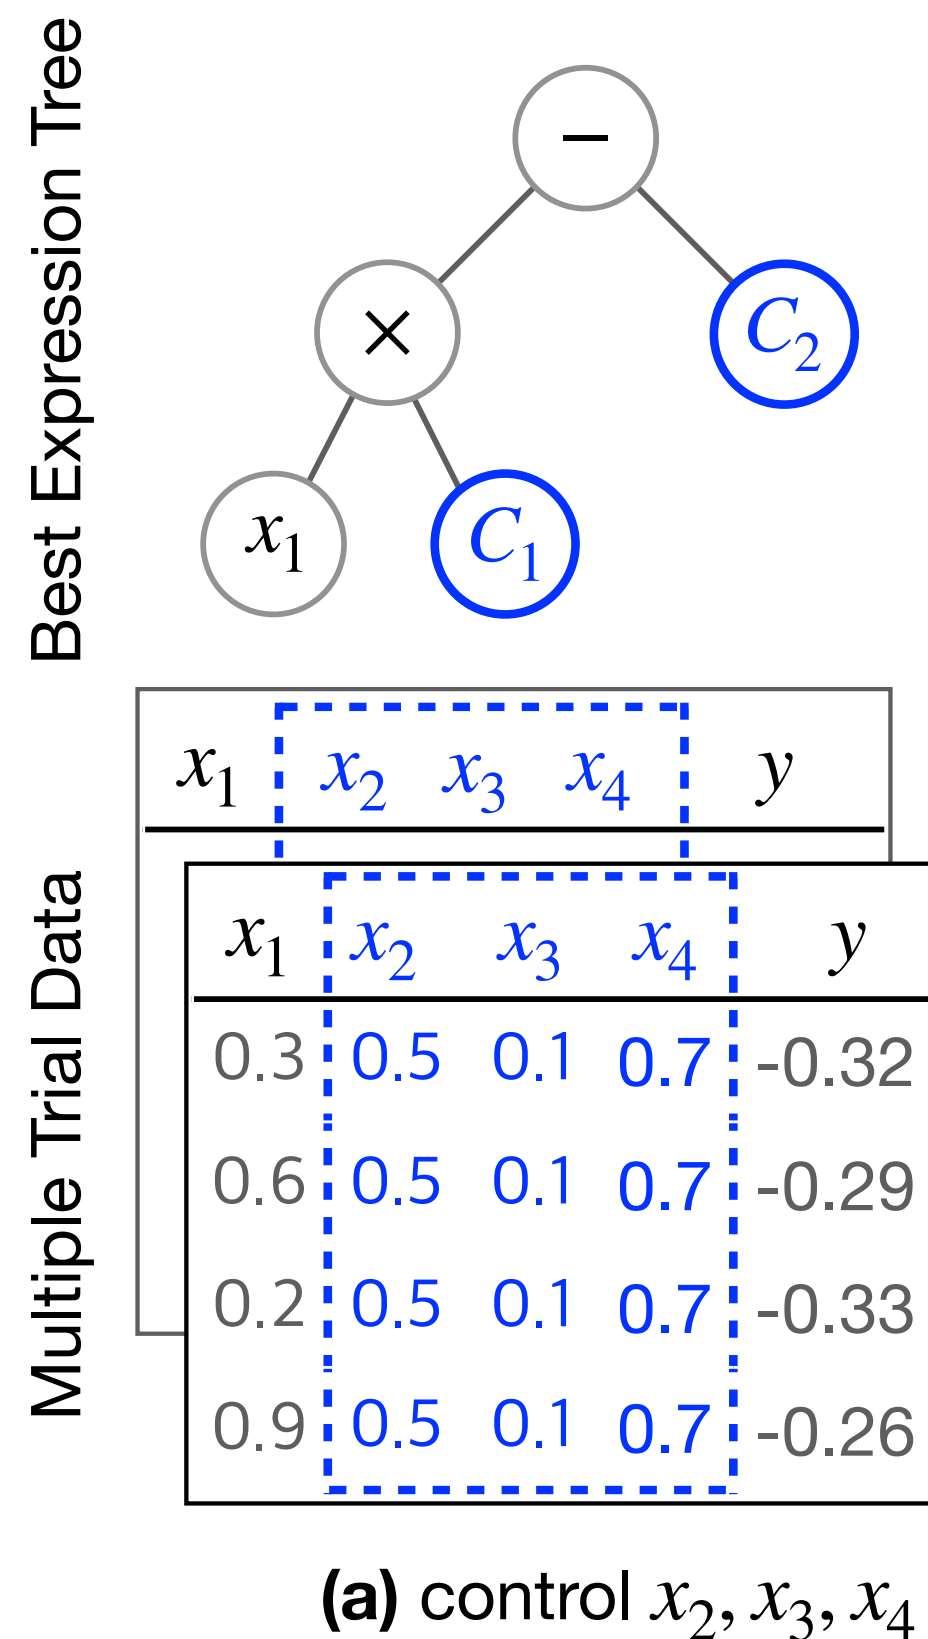 Best Expression Tree
−
×
C₂
x₁
C₁
Multiple Trial Data
x₁ x₂ x₃ x₄ y
x₁ x₂ x₃ x₄ y
0.3 0.5 0.1 0.7 -0.32
0.6 0.5 0.1 0.7 -0.29
0.2 0.5 0.1 0.7 -0.33
0.9 0.5 0.1 0.7 -0.26
(a) control x₂, x₃, x₄